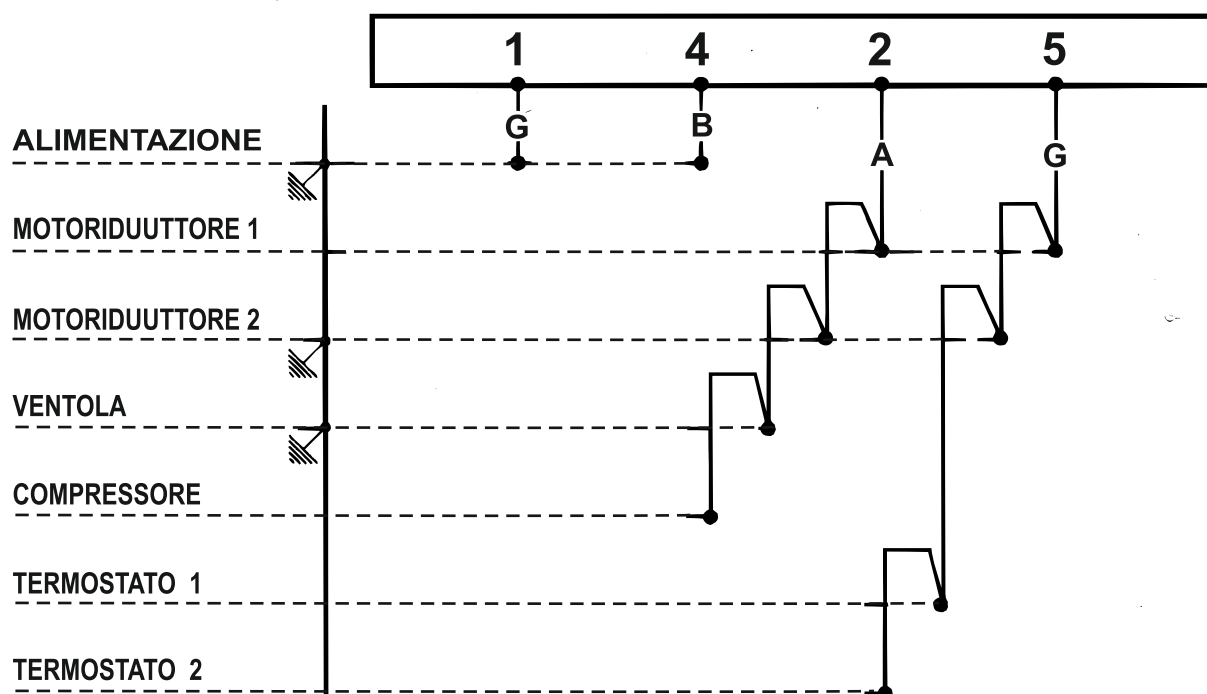 1 4 2 5
G B
ALIMENTAZIONE
A G
MOTORIDUUTTORE 1
MOTORIDUUTTORE 2
VENTOLA
COMPRESSORE
TERMOSTATO 1
TERMOSTATO 2